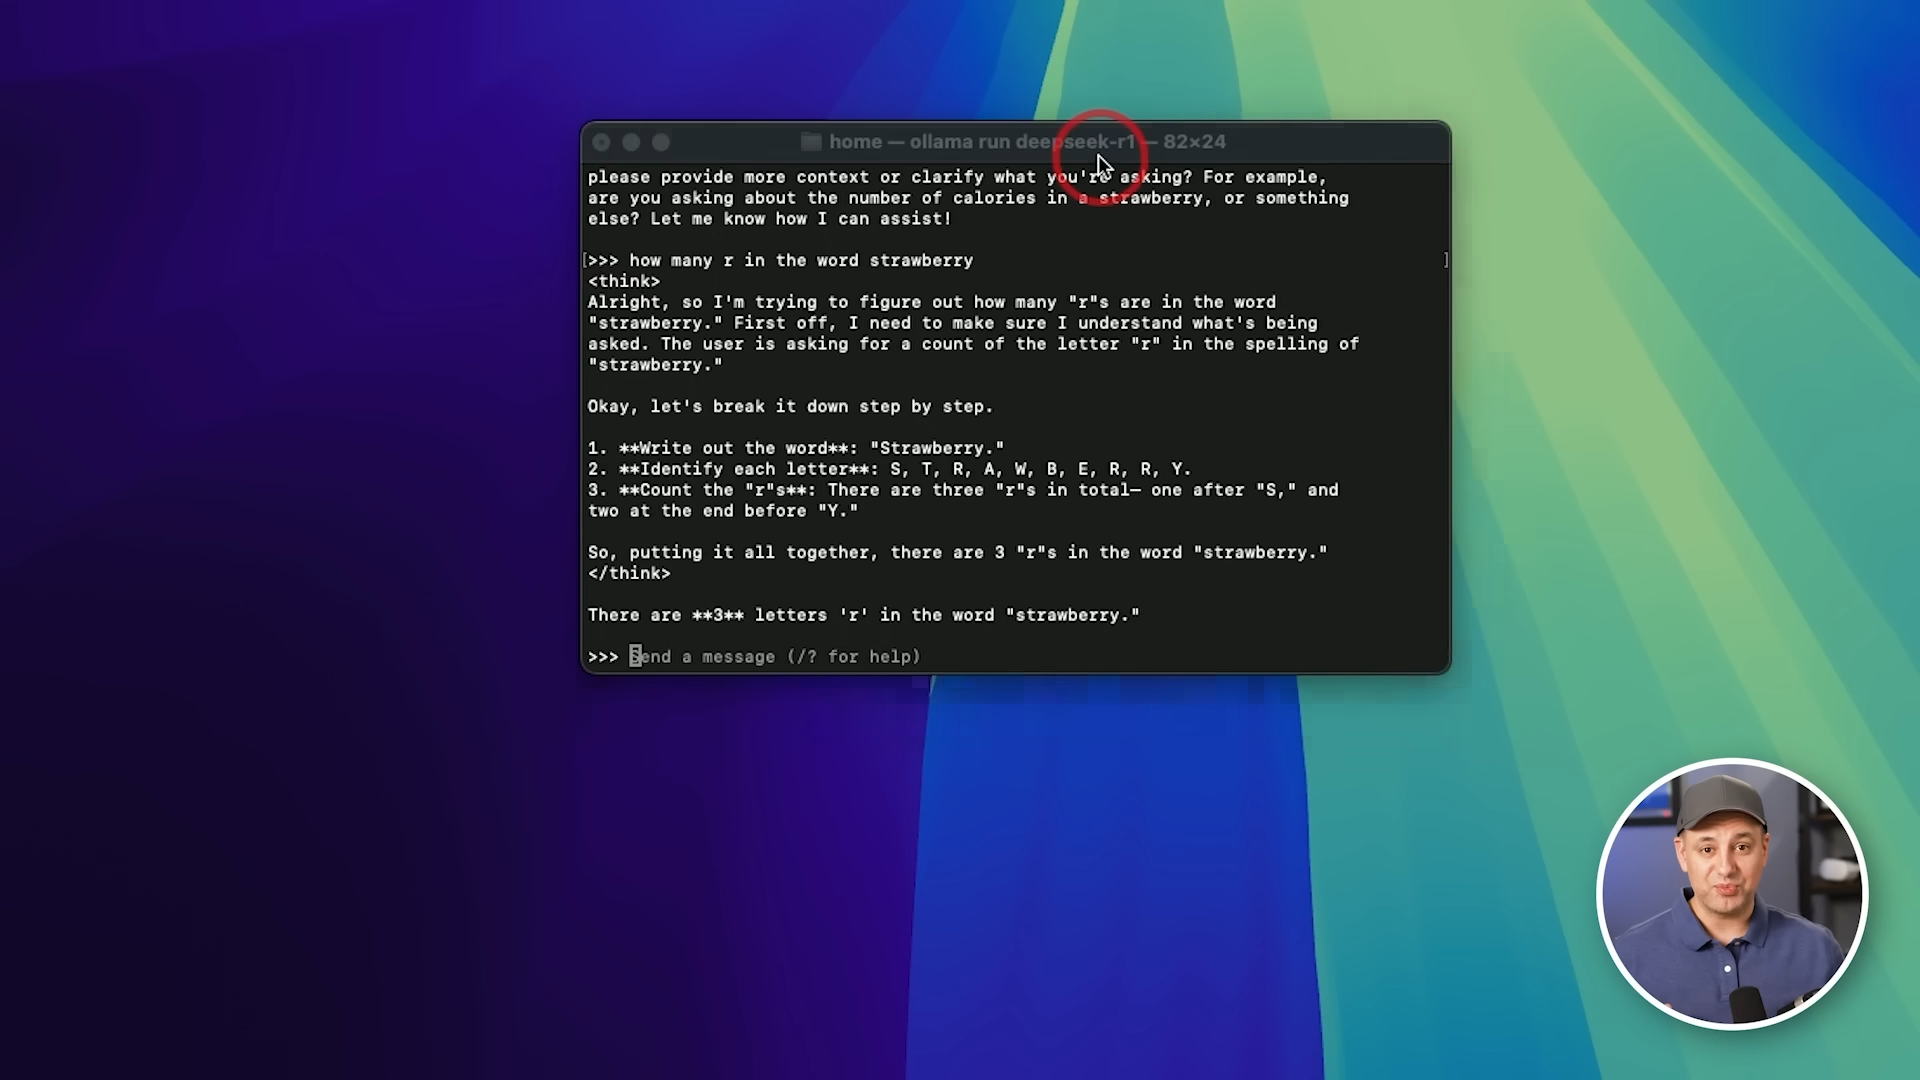 home — ollama run deepseek-r1 — 82×24
please provide more context or clarify what you're asking? For example,
are you asking about the number of calories in a strawberry, or something
else? Let me know how I can assist!
[>>> how many r in the word strawberry ]
<think>
Alright, so I'm trying to figure out how many "r"s are in the word
"strawberry." First off, I need to make sure I understand what's being
asked. The user is asking for a count of the letter "r" in the spelling of
"strawberry."
Okay, let's break it down step by step.
1. **Write out the word**: "Strawberry."
2. **Identify each letter**: S, T, R, A, W, B, E, R, R, Y.
3. **Count the "r"s**: There are three "r"s in total— one after "S," and
two at the end before "Y."
So, putting it all together, there are 3 "r"s in the word "strawberry."
</think>
There are **3** letters 'r' in the word "strawberry."
>>> Send a message (/? for help)